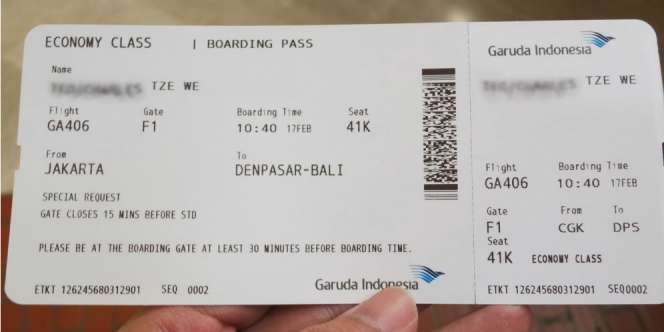 ECONOMY CLASS | BOARDING PASS
Name
TZE WE
Flight Gate Boarding Time Seat
GA406 F1 10:40 17FEB 41K
From To
JAKARTA DENPASAR-BALI
SPECIAL REQUEST
GATE CLOSES 15 MINS BEFORE STD
PLEASE BE AT THE BOARDING GATE AT LEAST 30 MINUTES BEFORE BOARDING TIME.
Garuda Indonesia
ETKT 126245680312901 SEQ 0002
Garuda Indonesia
TZE WE
Flight Boarding Time
GA406 10:40 17FEB
Gate From To
F1 CGK DPS
Seat
41K ECONOMY CLASS
ETKT 126245680312901 SEQ0002